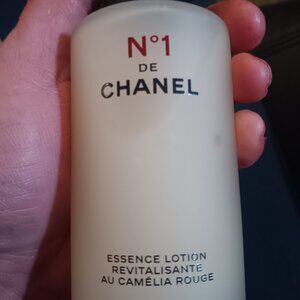 N°1
DE
CHANEL
ESSENCE LOTION
REVITALISANTE
AU CAMÉLIA ROUGE